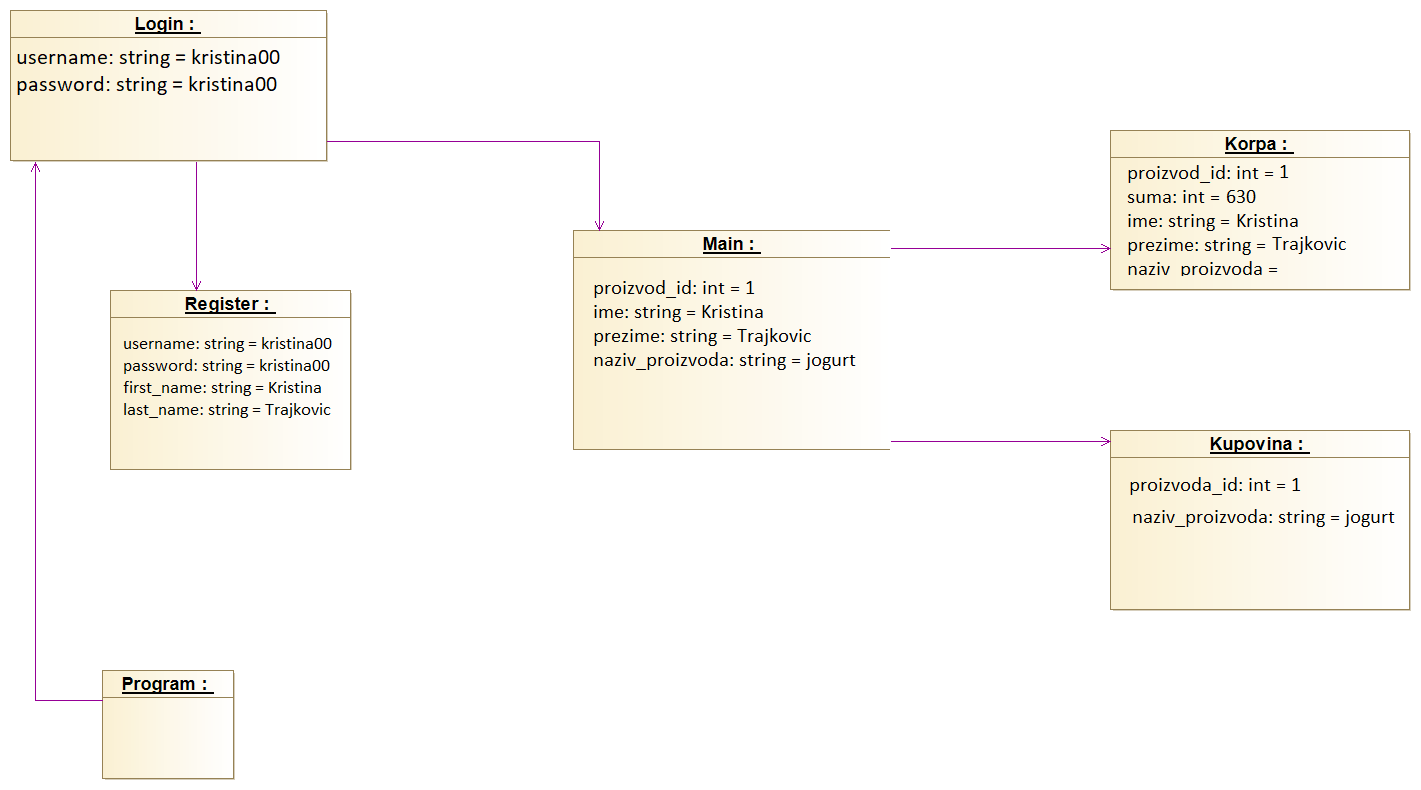 Login :
username: string = kristina00
password: string = kristina00
Register :
username: string = kristina00
password: string = kristina00
first_name: string = Kristina
last_name: string = Trajkovic
Program :
Main :
proizvod_id: int = 1
ime: string = Kristina
prezime: string = Trajkovic
naziv_proizvoda: string = jogurt
Korpa :
proizvod_id: int = 1
suma: int = 630
ime: string = Kristina
prezime: string = Trajkovic
naziv_proizvoda =
Kupovina :
proizvoda_id: int = 1
naziv_proizvoda: string = jogurt